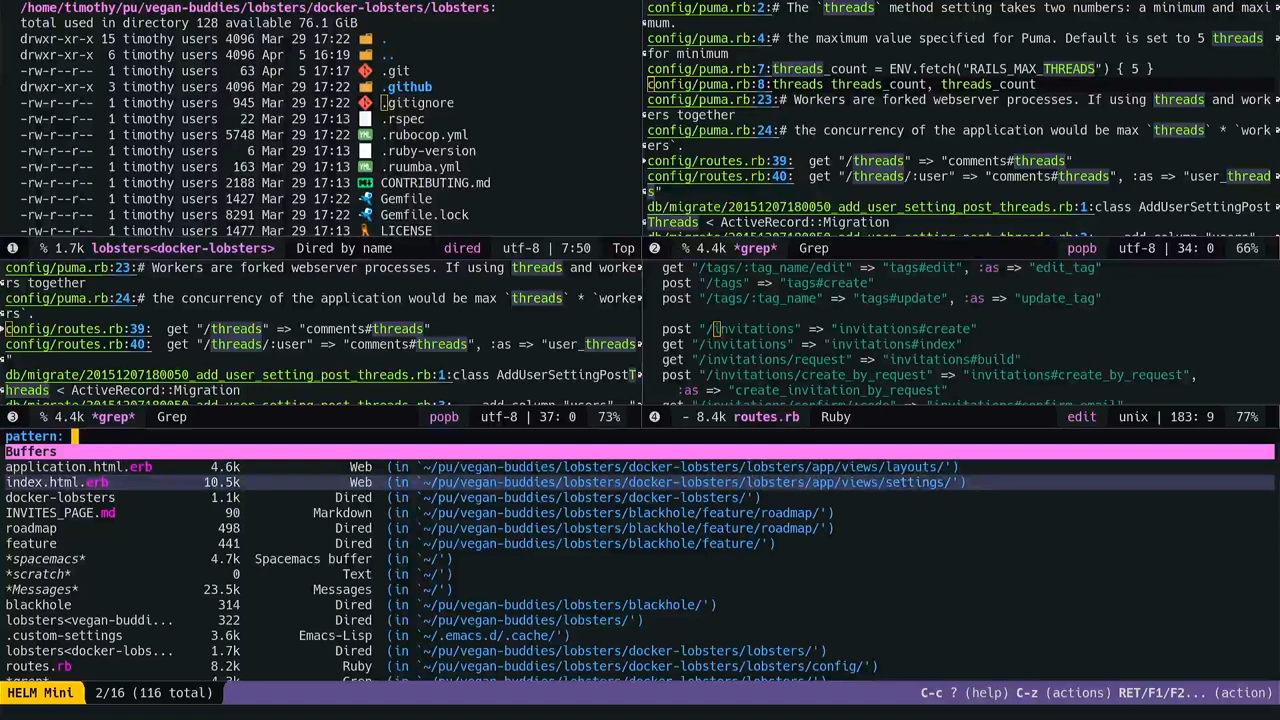 /home/timothy/pu/vegan-buddies/lobsters/docker-lobsters/lobsters:
total used in directory 128 available 76.1 GiB
drwxr-xr-x 15 timothy users 4096 Mar 29 17:22 .
drwxr-xr-x 6 timothy users 4096 Apr 5 16:19 ..
-rw-r--r-- 1 timothy users 63 Apr 5 17:17 .git
drwxr-xr-x 3 timothy users 4096 Mar 29 17:22 .github
-rw-r--r-- 1 timothy users 945 Mar 29 17:22 .gitignore
-rw-r--r-- 1 timothy users 22 Mar 29 17:13 .rspec
-rw-r--r-- 1 timothy users 5748 Mar 29 17:22 .rubocop.yml
-rw-r--r-- 1 timothy users 6 Mar 29 17:13 .ruby-version
-rw-r--r-- 1 timothy users 163 Mar 29 17:13 .ruumba.yml
-rw-r--r-- 1 timothy users 2188 Mar 29 17:13 CONTRIBUTING.md
-rw-r--r-- 1 timothy users 1427 Mar 29 17:22 Gemfile
-rw-r--r-- 1 timothy users 8291 Mar 29 17:22 Gemfile.lock
-rw-r--r-- 1 timothy users 1477 Mar 29 17:13 LICENSE
❶ % 1.7k lobsters<docker-lobsters> Dired by name dired utf-8 | 7:50 Top
config/puma.rb:2:# The `threads` method setting takes two numbers: a minimum and maxi
mum.
config/puma.rb:4:# the maximum value specified for Puma. Default is set to 5 threads
for minimum
config/puma.rb:7:threads_count = ENV.fetch("RAILS_MAX_THREADS") { 5 }
config/puma.rb:8:threads threads_count, threads_count
config/puma.rb:23:# Workers are forked webserver processes. If using threads and work
ers together
config/puma.rb:24:# the concurrency of the application would be max `threads` * `work
ers`.
config/routes.rb:39: get "/threads" => "comments#threads"
config/routes.rb:40: get "/threads/:user" => "comments#threads", :as => "user_thread
s"
db/migrate/20151207180050_add_user_setting_post_threads.rb:1:class AddUserSettingPost
Threads < ActiveRecord::Migration
❷ % 4.4k *grep* Grep popb utf-8 | 34: 0 66%
config/puma.rb:23:# Workers are forked webserver processes. If using threads and worke
rs together
config/puma.rb:24:# the concurrency of the application would be max `threads` * `worke
rs`.
config/routes.rb:39: get "/threads" => "comments#threads"
config/routes.rb:40: get "/threads/:user" => "comments#threads", :as => "user_threads
"
db/migrate/20151207180050_add_user_setting_post_threads.rb:1:class AddUserSettingPostT
hreads < ActiveRecord::Migration
❸ % 4.4k *grep* Grep popb utf-8 | 37: 0 73%
get "/tags/:tag_name/edit" => "tags#edit", :as => "edit_tag"
post "/tags" => "tags#create"
post "/tags/:tag_name" => "tags#update", :as => "update_tag"
post "/invitations" => "invitations#create"
get "/invitations" => "invitations#index"
get "/invitations/request" => "invitations#build"
post "/invitations/create_by_request" => "invitations#create_by_request",
:as => "create_invitation_by_request"
❹ - 8.4k routes.rb Ruby edit unix | 183: 9 77%
pattern:
Buffers
application.html.erb 4.6k Web (in `~/pu/vegan-buddies/lobsters/docker-lobsters/lobsters/app/views/layouts/')
index.html.erb 10.5k Web (in `~/pu/vegan-buddies/lobsters/docker-lobsters/lobsters/app/views/settings/')
docker-lobsters 1.1k Dired (in `~/pu/vegan-buddies/lobsters/docker-lobsters/')
INVITES_PAGE.md 90 Markdown (in `~/pu/vegan-buddies/lobsters/blackhole/feature/roadmap/')
roadmap 498 Dired (in `~/pu/vegan-buddies/lobsters/blackhole/feature/roadmap/')
feature 441 Dired (in `~/pu/vegan-buddies/lobsters/blackhole/feature/')
*spacemacs* 4.7k Spacemacs buffer (in `~/')
*scratch* 0 Text (in `~/')
*Messages* 23.5k Messages (in `~/')
blackhole 314 Dired (in `~/pu/vegan-buddies/lobsters/blackhole/')
lobsters<vegan-buddi... 322 Dired (in `~/pu/vegan-buddies/lobsters/')
.custom-settings 3.6k Emacs-Lisp (in `~/.emacs.d/.cache/')
lobsters<docker-lobs... 1.7k Dired (in `~/pu/vegan-buddies/lobsters/docker-lobsters/lobsters/')
routes.rb 8.2k Ruby (in `~/pu/vegan-buddies/lobsters/docker-lobsters/lobsters/config/')
HELM Mini 2/16 (116 total) C-c ? (help) C-z (actions) RET/F1/F2... (action)